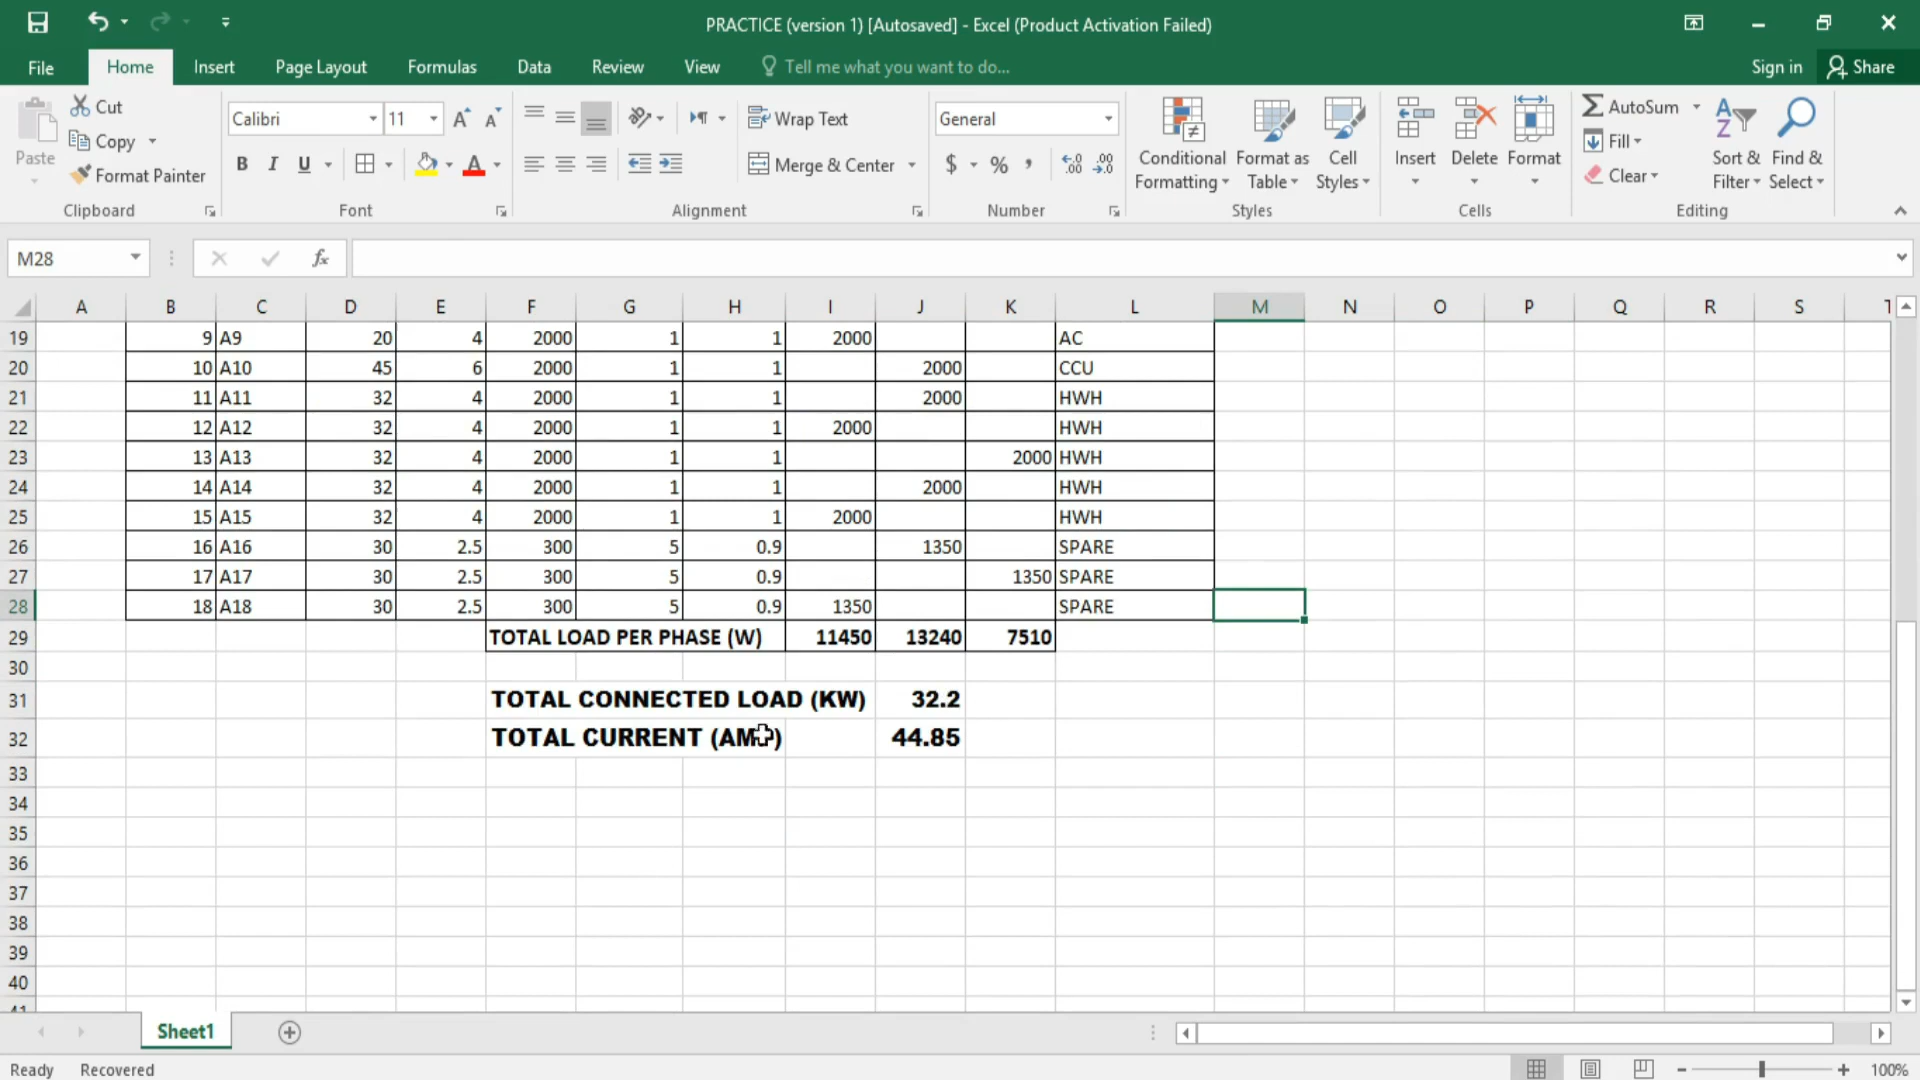 PRACTICE (version 1) [Autosaved] - Excel (Product Activation Failed)
File Home Insert Page Layout Formulas Data Review View Tell me what you want to do... Sign in Share
Paste Cut Copy Format Painter
Calibri 11
B I U A
Wrap Text
Merge & Center
General
$ % ,
Conditional Formatting Format as Table Cell Styles
Insert Delete Format
AutoSum
Fill
Clear
Sort & Filter Find & Select
Clipboard Font Alignment Number Styles Cells Editing
M28 fx
A B C D E F G H I J K L M N O P Q R S T
19 9 A9 20 4 2000 1 1 2000 AC
20 10 A10 45 6 2000 1 1 2000 CCU
21 11 A11 32 4 2000 1 1 2000 HWH
22 12 A12 32 4 2000 1 1 2000 HWH
23 13 A13 32 4 2000 1 1 2000 HWH
24 14 A14 32 4 2000 1 1 2000 HWH
25 15 A15 32 4 2000 1 1 2000 HWH
26 16 A16 30 2.5 300 5 0.9 1350 SPARE
27 17 A17 30 2.5 300 5 0.9 1350 SPARE
28 18 A18 30 2.5 300 5 0.9 1350 SPARE
29 TOTAL LOAD PER PHASE (W) 11450 13240 7510
30
31 TOTAL CONNECTED LOAD (KW) 32.2
32 TOTAL CURRENT (AMP) 44.85
33
34
35
36
37
38
39
40
41
Sheet1
Ready Recovered 100%